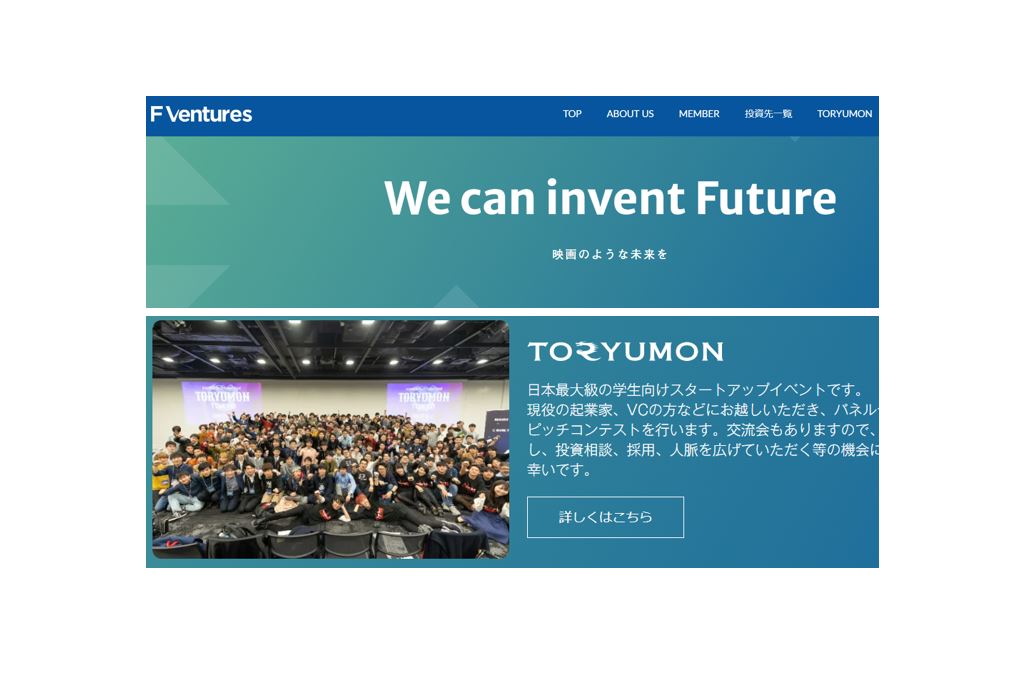 F Ventures
TOP ABOUT US MEMBER 投資先一覧 TORYUMON
We can invent Future
映画のような未来を
TORYUMON
TORYUMON
TORYUMON
日本最大級の学生向けスタートアップイベントです。
現役の起業家、VCの方などにお越しいただき、パネル
ピッチコンテストを行います。交流会もありますので、
し、投資相談、採用、人脈を広げていただく等の機会に
幸いです。
詳しくはこちら